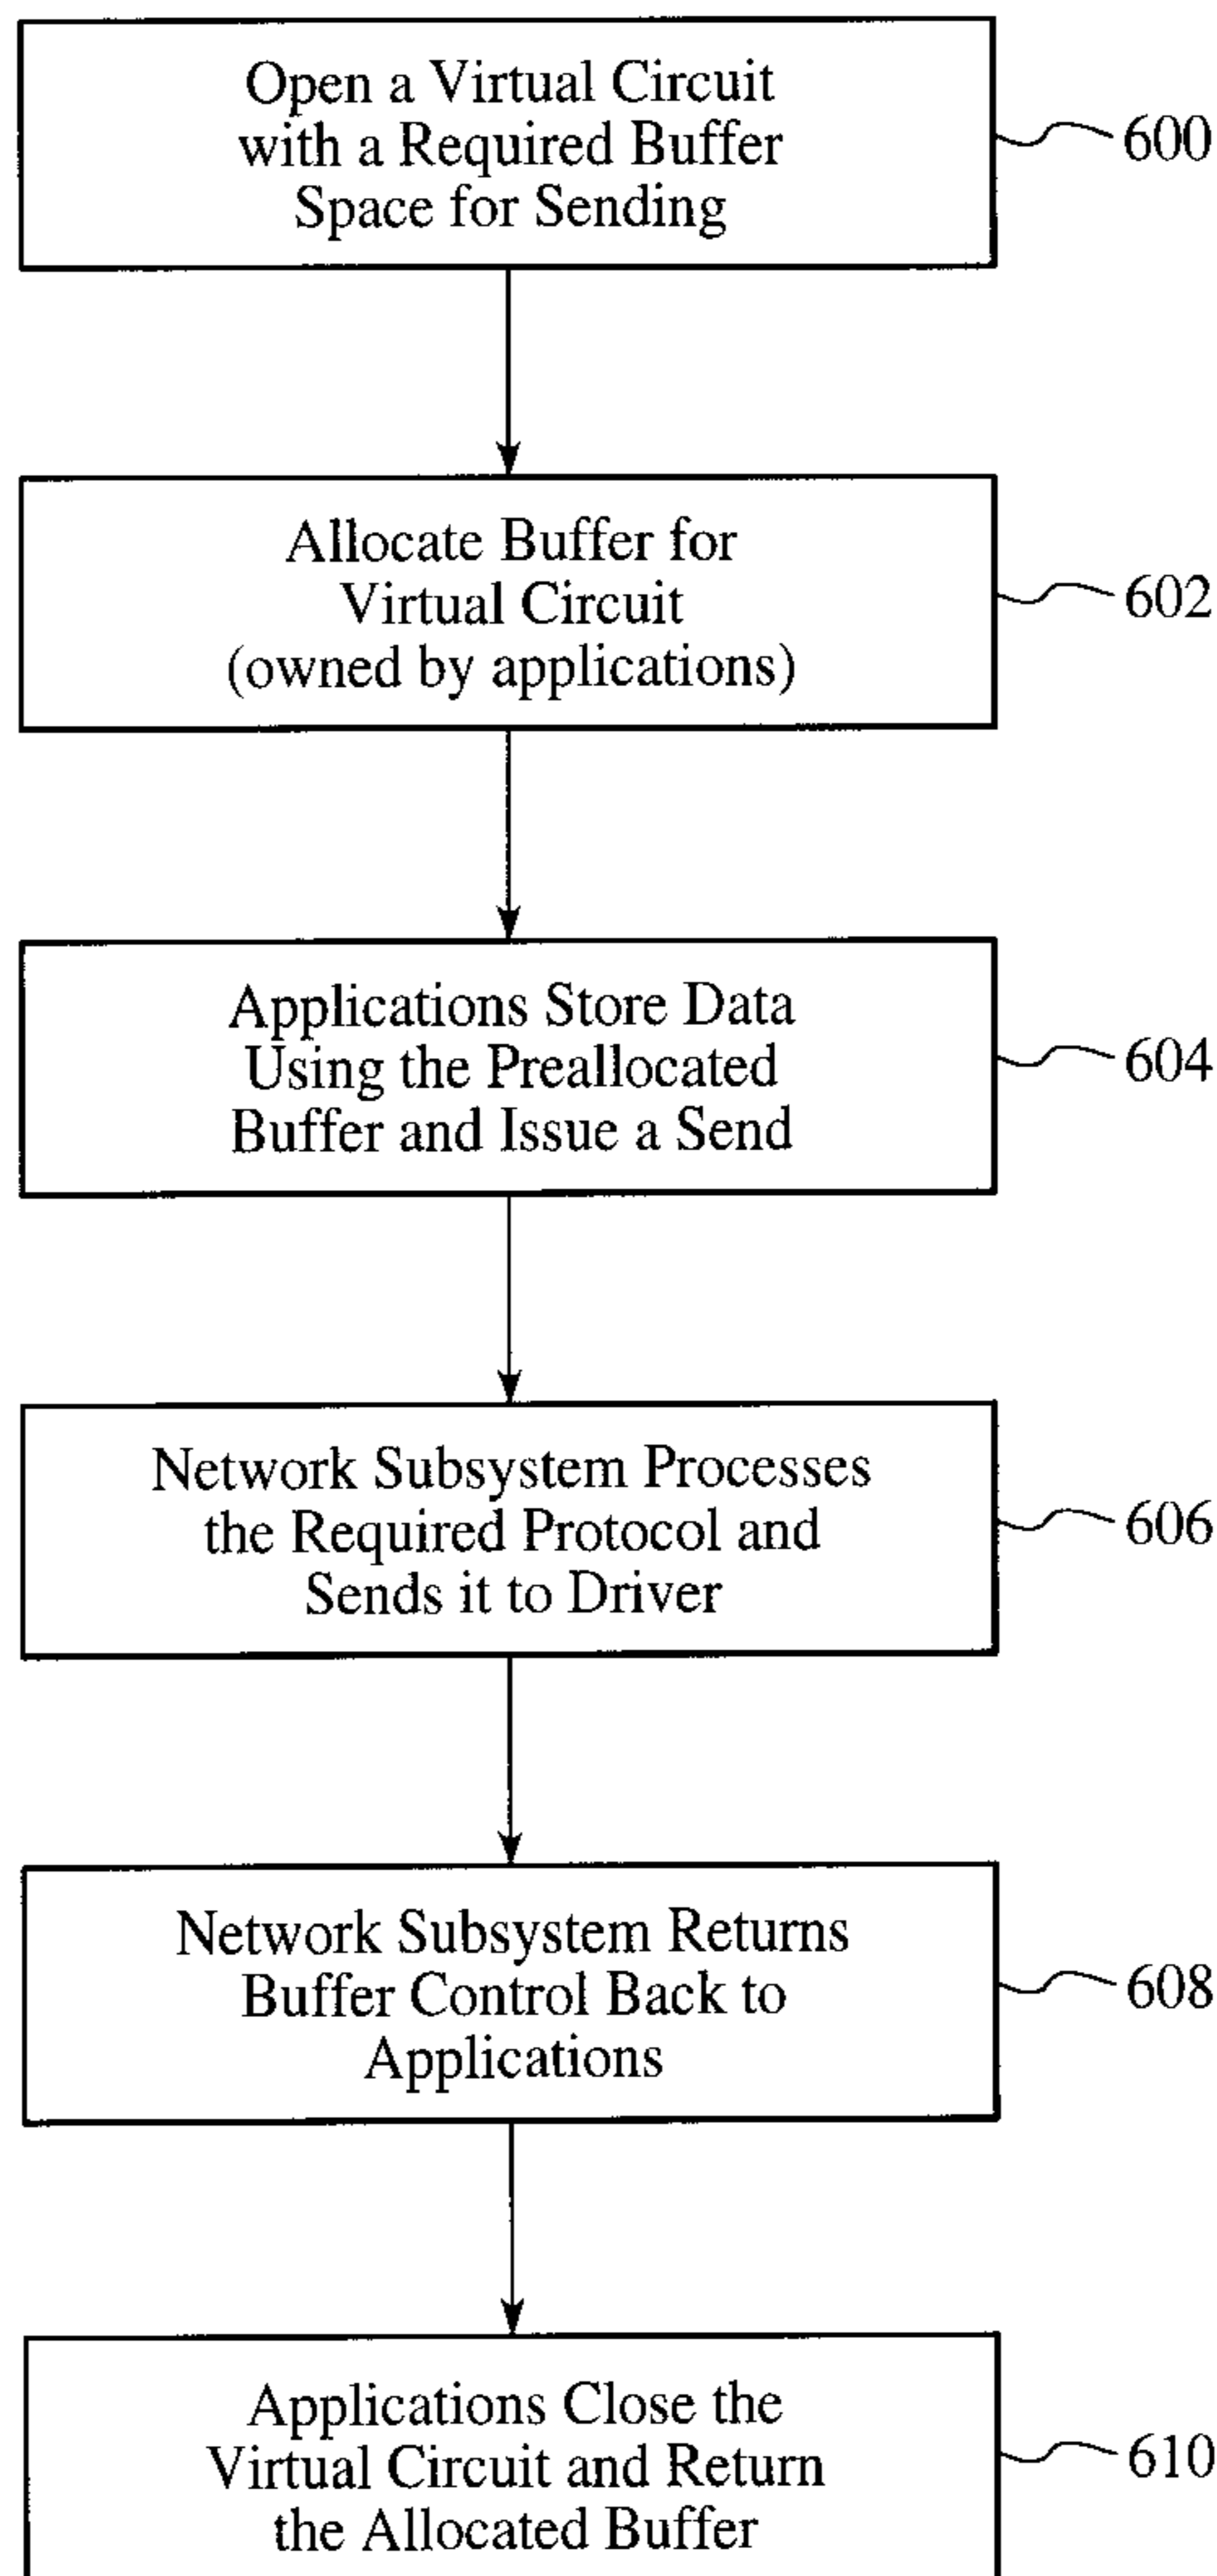 Open a Virtual Circuit
with a Required Buffer
Space for Sending
600
Allocate Buffer for
Virtual Circuit
(owned by applications)
602
Applications Store Data
Using the Preallocated
Buffer and Issue a Send
604
Network Subsystem Processes
the Required Protocol and
Sends it to Driver
606
Network Subsystem Returns
Buffer Control Back to
Applications
608
Applications Close the
Virtual Circuit and Return
the Allocated Buffer
610